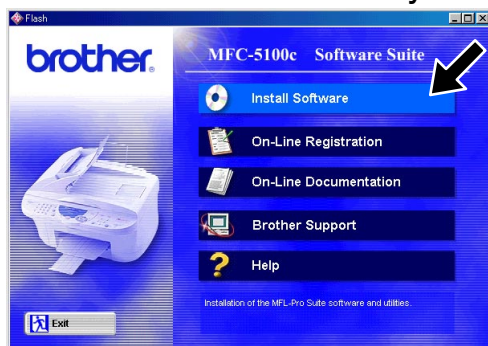 Flash
brother.
MFC-5100c Software Suite
Install Software
On-Line Registration
On-Line Documentation
Brother Support
? Help
Installation of the MFL-Pro Suite software and utilities.
Exit